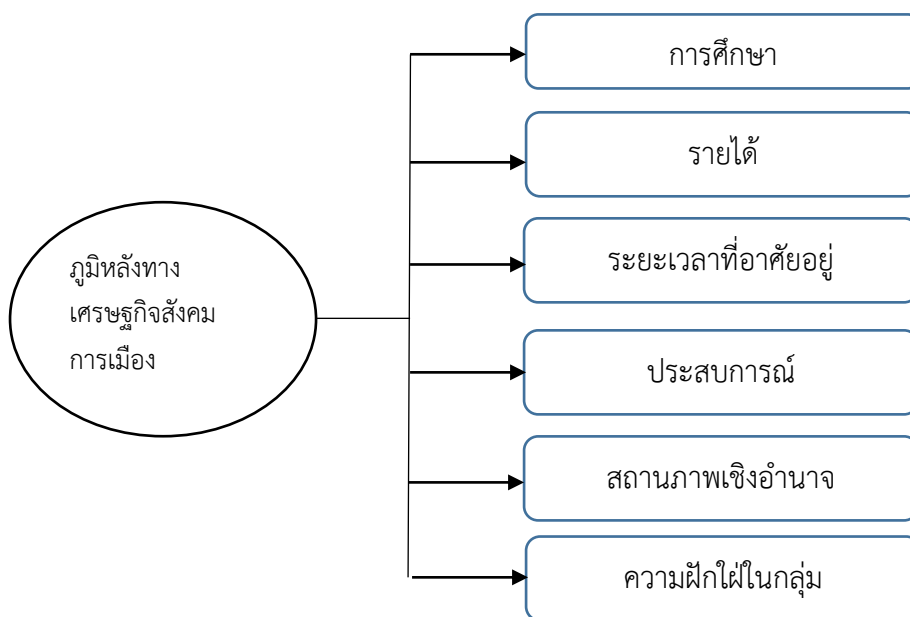 ภูมิหลังทาง
เศรษฐกิจสังคม
การเมือง
การศึกษา
รายได้
ระยะเวลาที่อาศัยอยู่
ประสบการณ์
สถานภาพเชิงอำนาจ
ความฝักใฝ่ในกลุ่ม